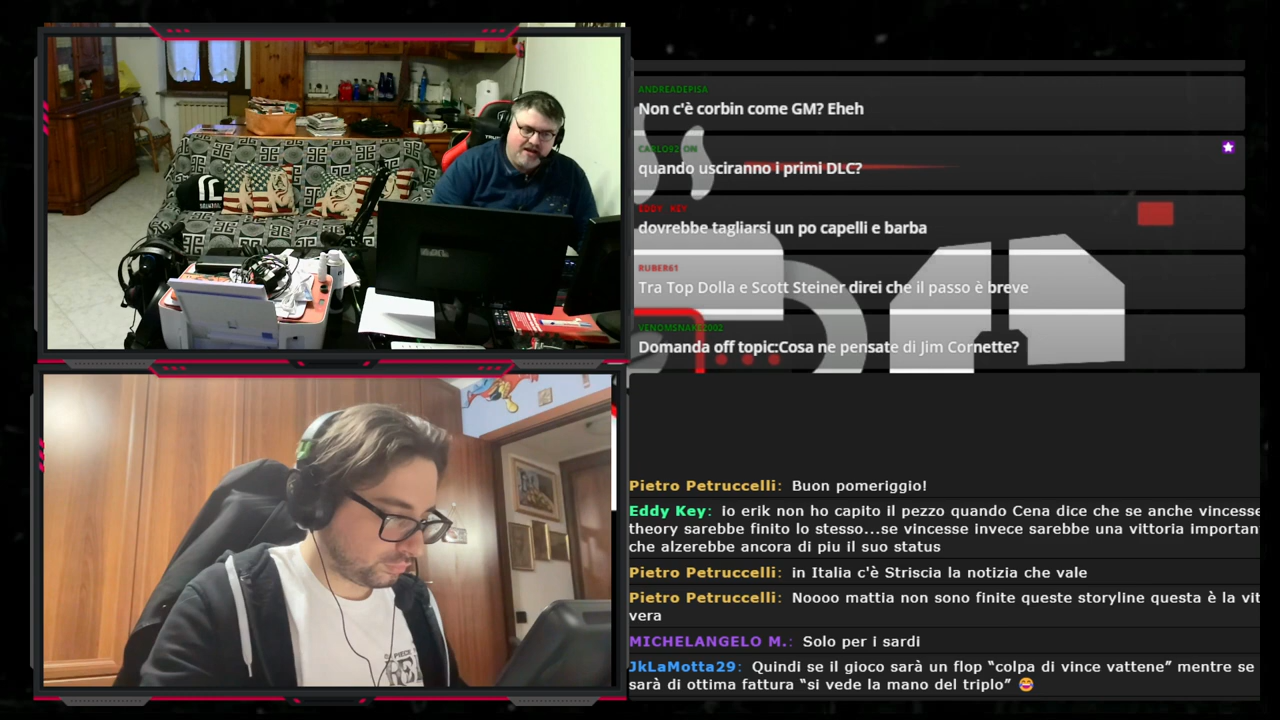 ANDREADEPISA
Non c'è corbin come GM? Eheh
CARLO92 ON
quando usciranno i primi DLC?
EDDY KEY
dovrebbe tagliarsi un po capelli e barba
RUBER61
Tra Top Dolla e Scott Steiner direi che il passo è breve
VENOMSNAKE2002
Domanda off topic:Cosa ne pensate di Jim Cornette?
Pietro Petruccelli: Buon pomeriggio!
Eddy Key: io erik non ho capito il pezzo quando Cena dice che se anche vincesse
theory sarebbe finito lo stesso...se vincesse invece sarebbe una vittoria importan
che alzerebbe ancora di piu il suo status
Pietro Petruccelli: in Italia c'è Striscia la notizia che vale
Pietro Petruccelli: Noooo mattia non sono finite queste storyline questa è la vit
vera
MICHELANGELO M.: Solo per i sardi
JkLaMotta29: Quindi se il gioco sarà un flop “colpa di vince vattene” mentre se
sarà di ottima fattura “si vede la mano del triplo” 😂